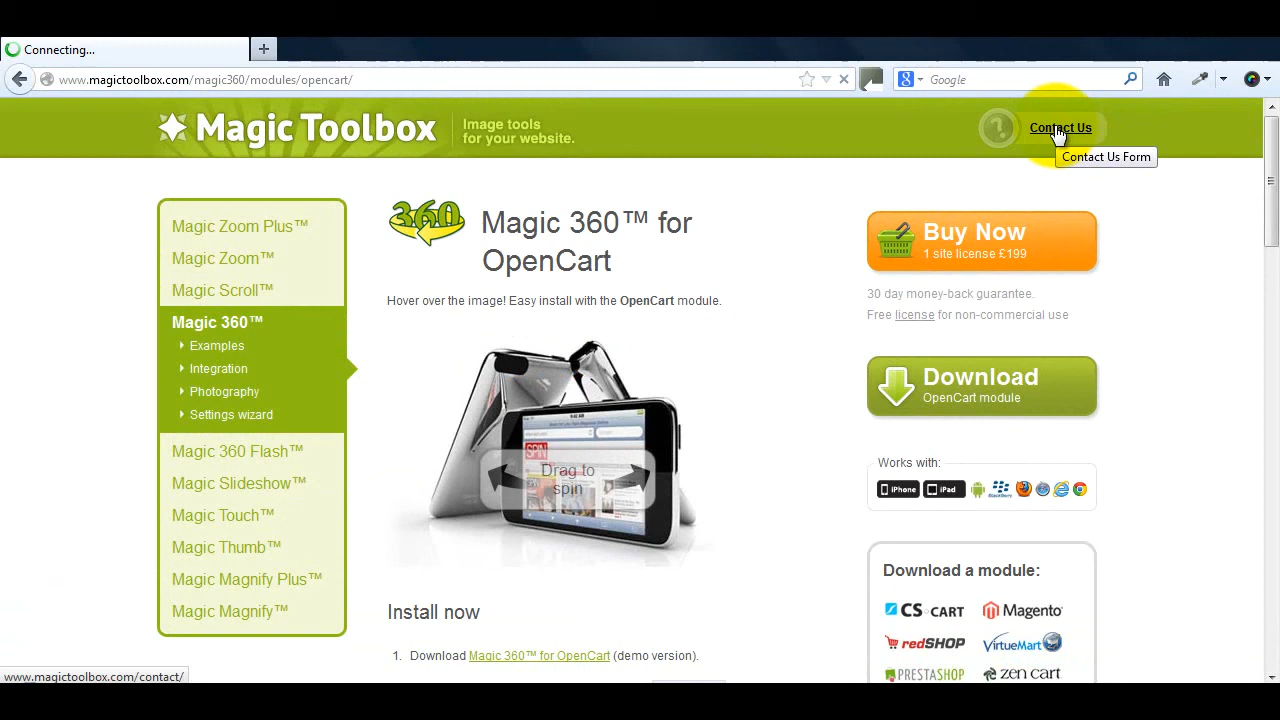 Connecting...
www.magictoolbox.com/magic360/modules/opencart/
Google
Magic Toolbox
Image tools
for your website.
Contact Us
Contact Us Form
Magic Zoom Plus™
Magic Zoom™
Magic Scroll™
Magic 360™
Examples
Integration
Photography
Settings wizard
Magic 360 Flash™
Magic Slideshow™
Magic Touch™
Magic Thumb™
Magic Magnify Plus™
Magic Magnify™
360
Magic 360™ for
OpenCart
Hover over the image! Easy install with the OpenCart module.
SPIN
Drag to
spin
Install now
1. Download Magic 360™ for OpenCart (demo version).
Buy Now
1 site license £199
30 day money-back guarantee.
Free license for non-commercial use
Download
OpenCart module
Works with:
iPhone iPad BlackBerry
Download a module:
CS CART Magento
redSHOP VirtueMart
PRESTASHOP zen cart
www.magictoolbox.com/contact/